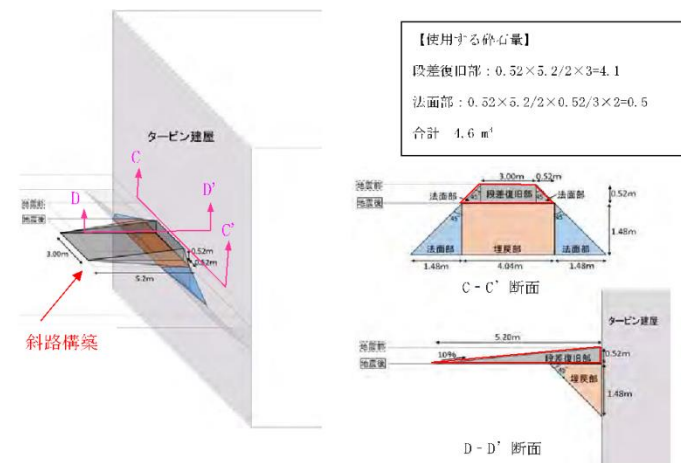 【使用する砕石量】
段差復旧部：0.52×5.2/2×3=4.1
法面部：0.52×5.2/2×0.52/3×2=0.5
合計 4.6 m³
タービン建屋
C
D'
D
C'
地震前
地震後
3.00m
5.2m
0.52m
0.52m
斜路構築
3.00m
0.52m
地震前
地震後
法面部
45°
段差復旧部
45°
法面部
0.52m
45°
45°
1.48m
法面部
埋戻部
法面部
1.48m
4.04m
1.48m
C-C' 断面
タービン建屋
5.20m
地震前
地震後
10%
段差復旧部
0.52m
45°
埋戻部
1.48m
D-D' 断面